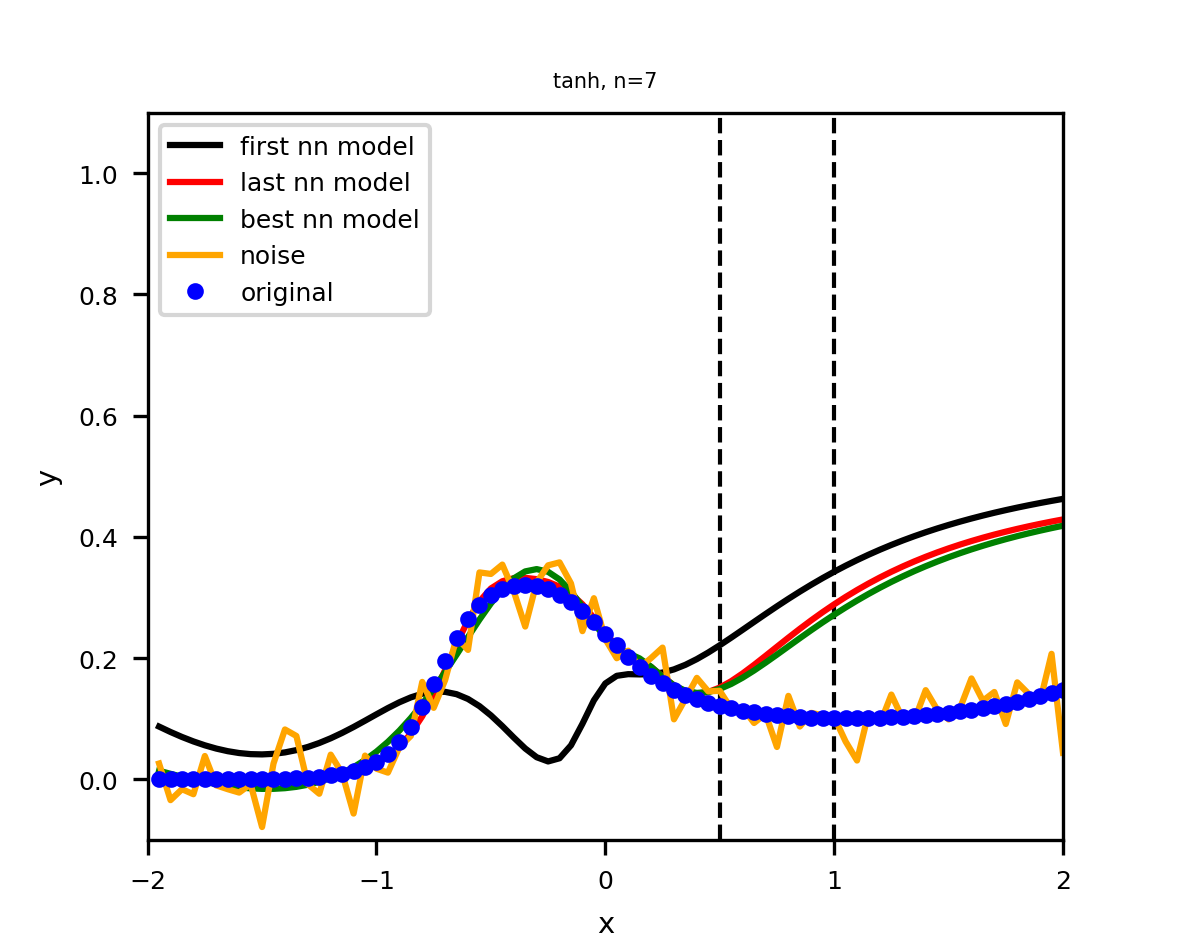 tanh, n=7
first nn model
last nn model
best nn model
noise
original
1.0
0.8
0.6
0.4
0.2
0.0
y
−2
−1
0
1
2
x